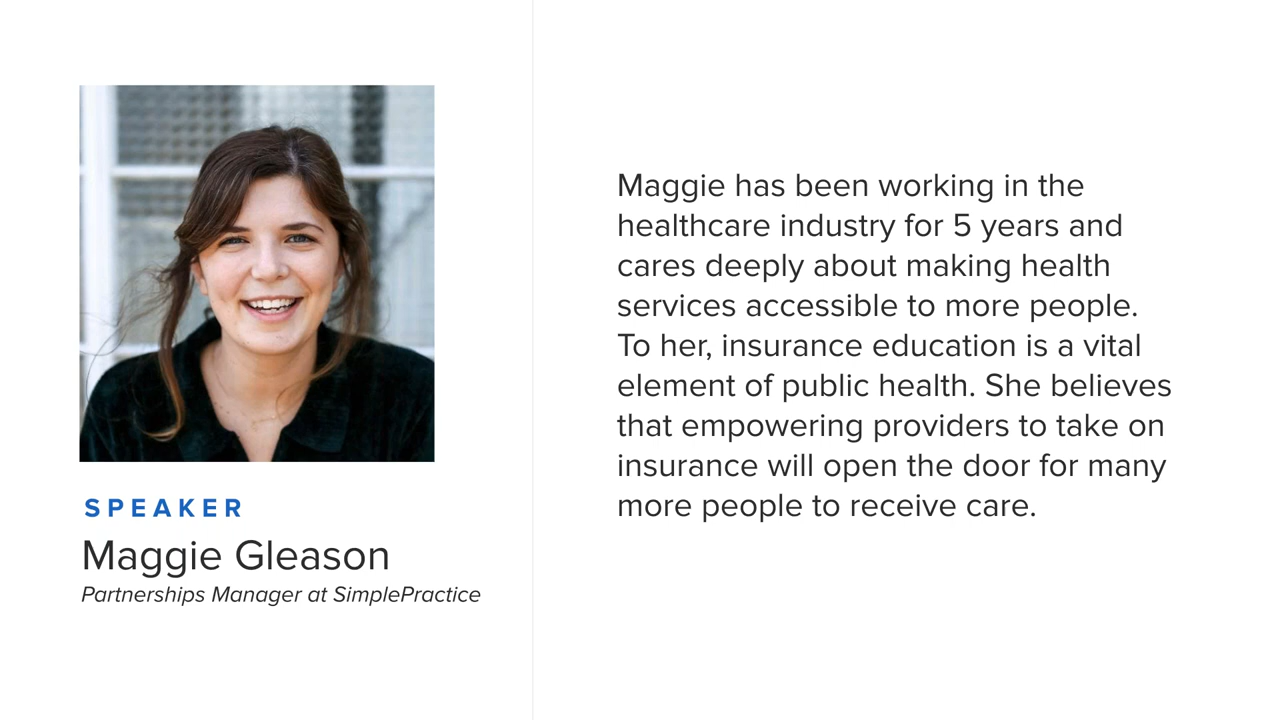 SPEAKER
Maggie Gleason
Partnerships Manager at SimplePractice
Maggie has been working in the
healthcare industry for 5 years and
cares deeply about making health
services accessible to more people.
To her, insurance education is a vital
element of public health. She believes
that empowering providers to take on
insurance will open the door for many
more people to receive care.